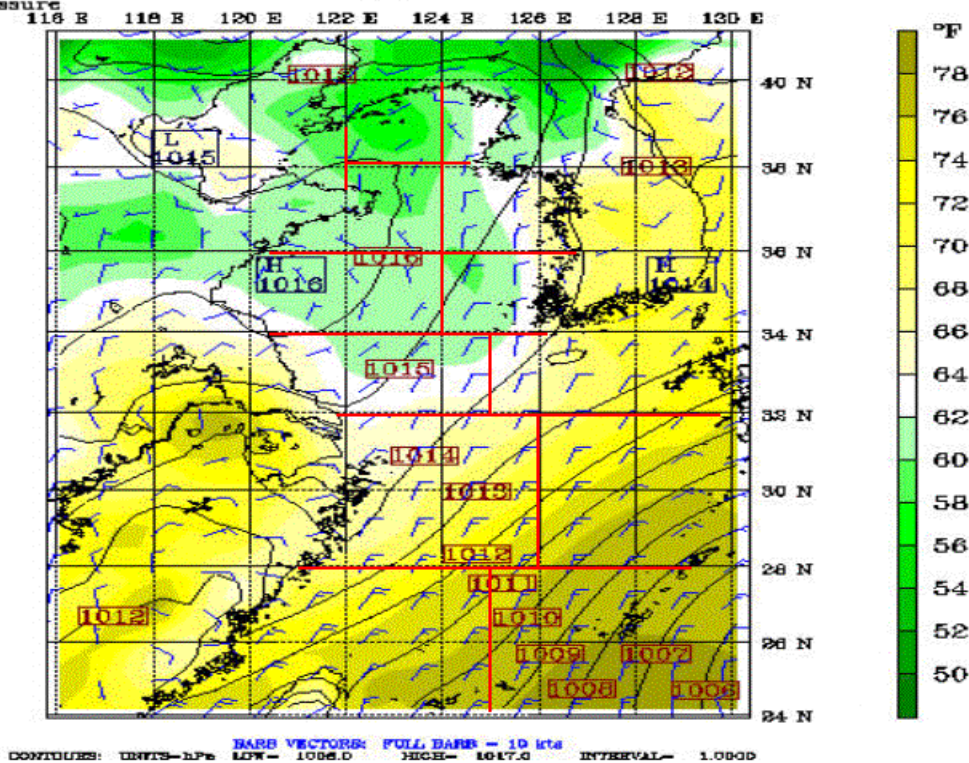 ssure
116 E 118 E 120 E 122 E 124 E 126 E 128 E 130 E
°F
1012
1012
40 N
78
76
L
1015
1013
38 N
74
72
1016
36 N
70
H
1016
H
1014
68
34 N
66
1015
64
32 N
62
1014
1013
30 N
60
58
1012
28 N
56
1011
1012
1010
54
26 N
1009
1007
52
1008
1006
50
24 N
BARB VECTORS: FULL BARB = 10 kts
CONTOURS: UNITS=hPa LOW= 1006.0 HIGH= 1017.0 INTERVAL= 1.0000